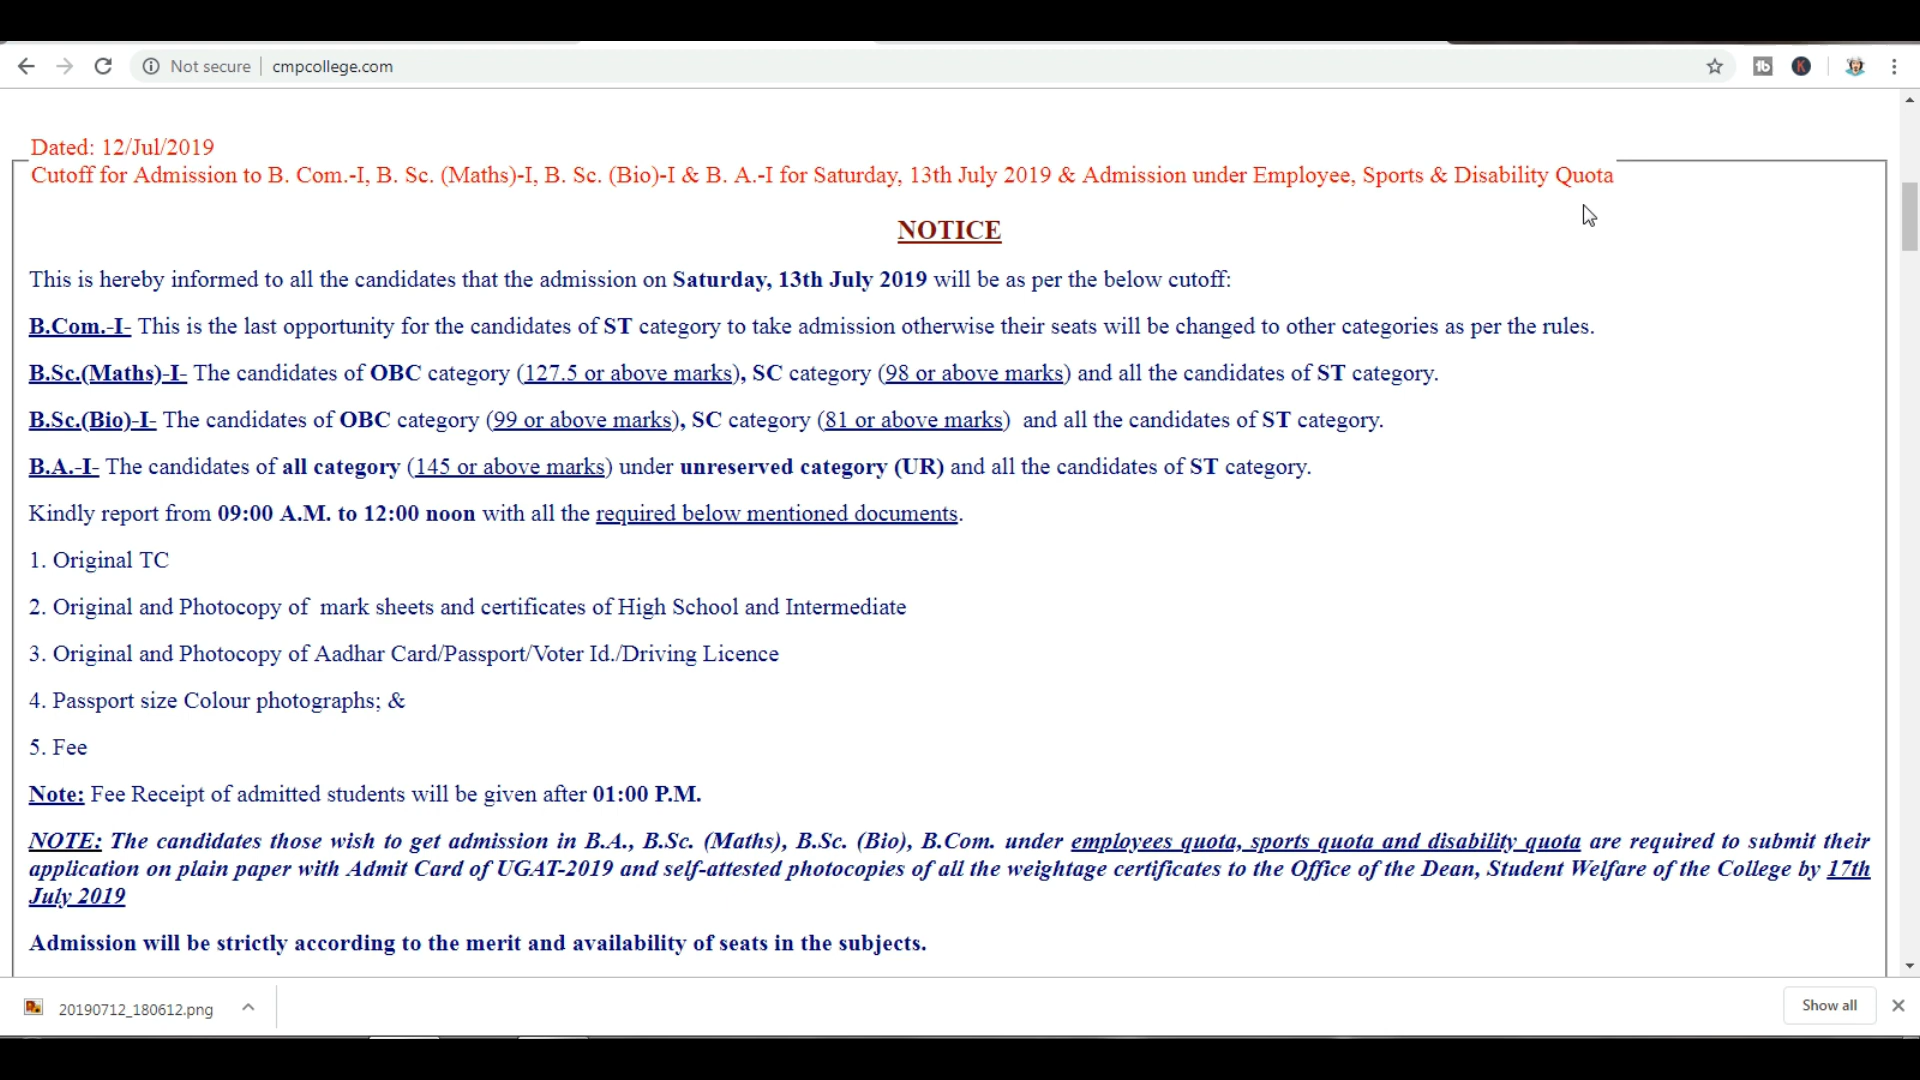 Not secure | cmpcollege.com
Dated: 12/Jul/2019
Cutoff for Admission to B. Com.-I, B. Sc. (Maths)-I, B. Sc. (Bio)-I & B. A.-I for Saturday, 13th July 2019 & Admission under Employee, Sports & Disability Quota
NOTICE
This is hereby informed to all the candidates that the admission on Saturday, 13th July 2019 will be as per the below cutoff:
B.Com.-I- This is the last opportunity for the candidates of ST category to take admission otherwise their seats will be changed to other categories as per the rules.
B.Sc.(Maths)-I- The candidates of OBC category (127.5 or above marks), SC category (98 or above marks) and all the candidates of ST category.
B.Sc.(Bio)-I- The candidates of OBC category (99 or above marks), SC category (81 or above marks)  and all the candidates of ST category.
B.A.-I- The candidates of all category (145 or above marks) under unreserved category (UR) and all the candidates of ST category.
Kindly report from 09:00 A.M. to 12:00 noon with all the required below mentioned documents.
1. Original TC
2. Original and Photocopy of  mark sheets and certificates of High School and Intermediate
3. Original and Photocopy of Aadhar Card/Passport/Voter Id./Driving Licence
4. Passport size Colour photographs; &
5. Fee
Note: Fee Receipt of admitted students will be given after 01:00 P.M.
NOTE: The candidates those wish to get admission in B.A., B.Sc. (Maths), B.Sc. (Bio), B.Com. under employees quota, sports quota and disability quota are required to submit their
application on plain paper with Admit Card of UGAT-2019 and self-attested photocopies of all the weightage certificates to the Office of the Dean, Student Welfare of the College by 17th
July 2019
Admission will be strictly according to the merit and availability of seats in the subjects.
20190712_180612.png
Show all